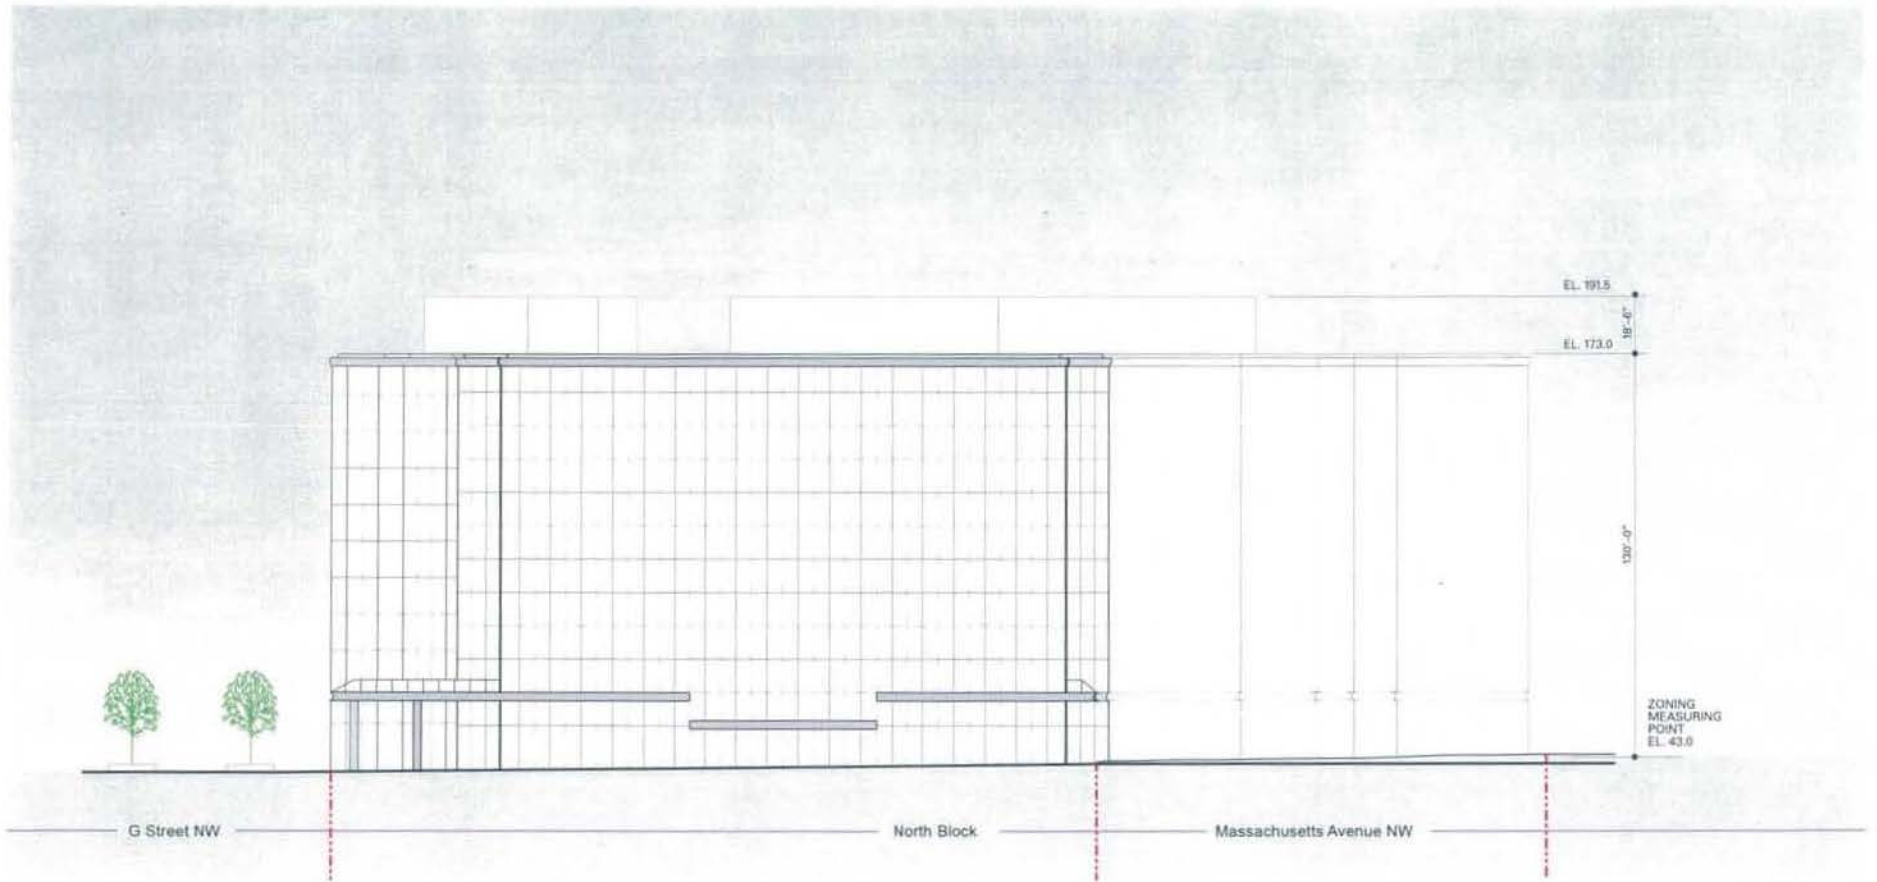 EL. 191.5
18'-6"
EL. 173.0
130'-0"
ZONING
MEASURING
POINT
EL. 43.0
G Street NW
North Block
Massachusetts Avenue NW